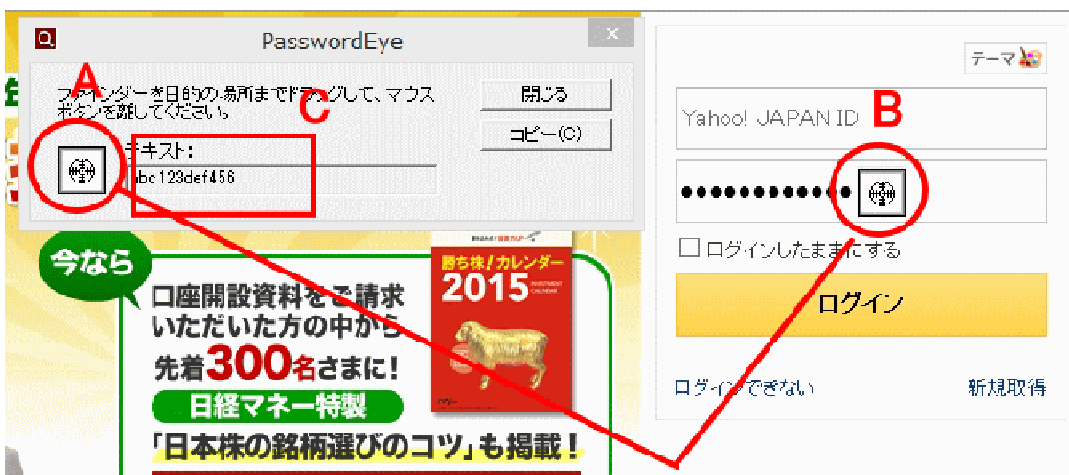 PasswordEye
x
A
ファインダーを目的の場所までドラッグして、マウス
ボタンを離してください。
閉じる
C
コピー(C)
テキスト:
abc123def456
テーマ
Yahoo! JAPAN ID
B
ログインしたままにする
ログイン
ログインできない
新規取得
今なら
口座開設資料をご請求
いただいた方の中から
先着300名さまに!
日経マネー特製
「日本株の銘柄選びのコツ」も掲載!
勝ち株!カレンダー
2015
INVESTMENT
CALENDAR